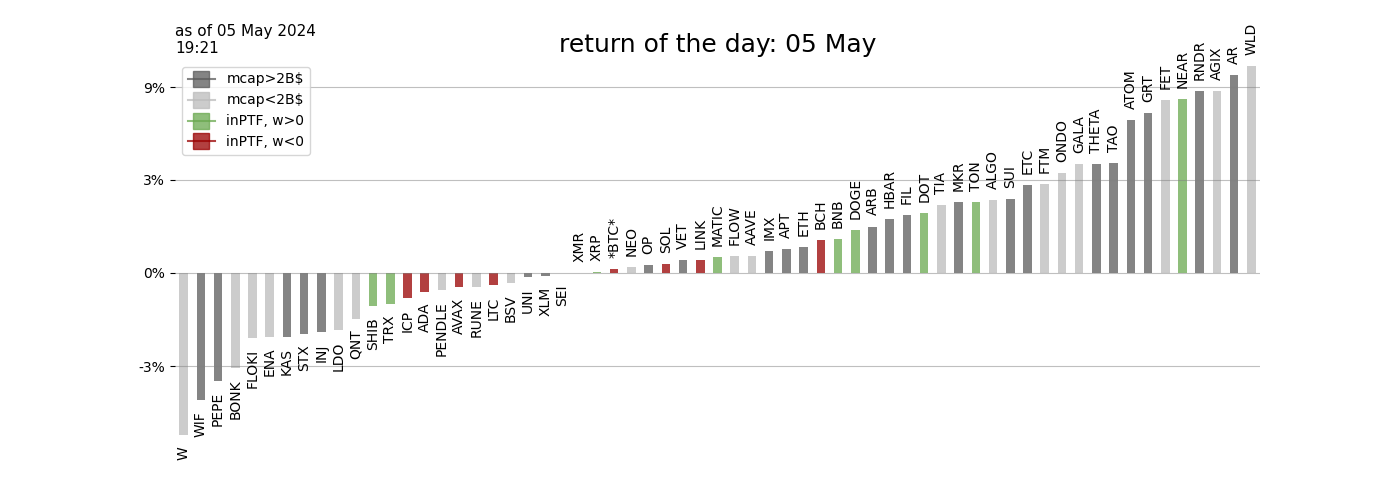 as of 05 May 2024
19:21
return of the day: 05 May
mcap>2B$
mcap<2B$
inPTF, w>0
inPTF, w<0
9%
3%
0%
-3%
W
WIF
PEPE
BONK
FLOKI
ENA
KAS
STX
INJ
LDO
QNT
SHIB
TRX
ICP
ADA
PENDLE
AVAX
RUNE
LTC
BSV
UNI
XLM
SEI
XMR
XRP
*BTC*
NEO
OP
SOL
VET
LINK
MATIC
FLOW
AAVE
IMX
APT
ETH
BCH
BNB
DOGE
ARB
HBAR
FIL
DOT
TIA
MKR
TON
ALGO
SUI
ETC
FTM
ONDO
GALA
THETA
TAO
ATOM
GRT
FET
NEAR
RNDR
AGIX
AR
WLD